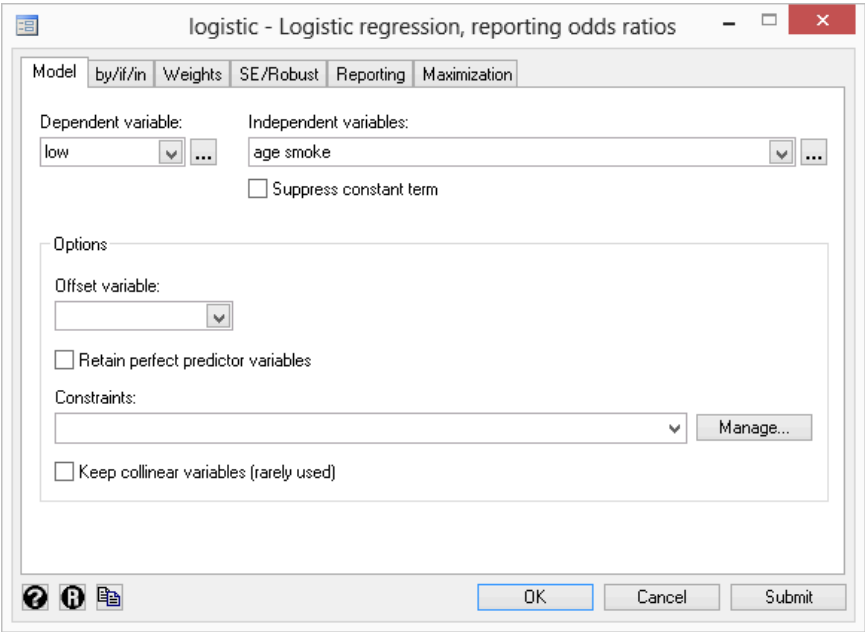 logistic - Logistic regression, reporting odds ratios
Model by/if/in Weights SE/Robust Reporting Maximization
Dependent variable: Independent variables:
low ... age smoke ...
Suppress constant term
Options
Offset variable:
Retain perfect predictor variables
Constraints:
Manage...
Keep collinear variables (rarely used)
? R OK Cancel Submit